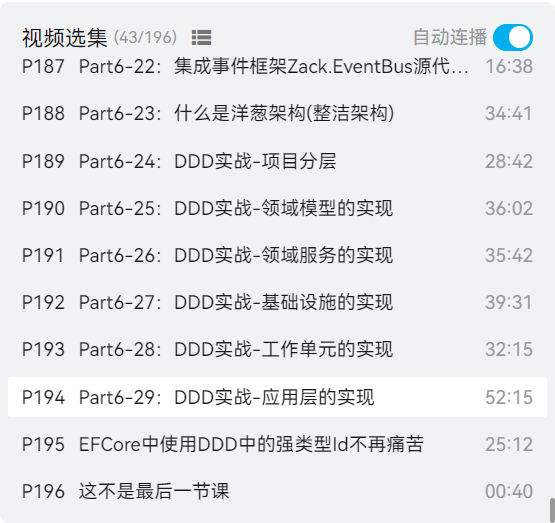 视频选集 (43/196) 自动连播
P187 Part6-22：集成事件框架Zack.EventBus源代... 16:38
P188 Part6-23：什么是洋葱架构(整洁架构) 34:41
P189 Part6-24：DDD实战-项目分层 28:42
P190 Part6-25：DDD实战-领域模型的实现 36:02
P191 Part6-26：DDD实战-领域服务的实现 35:42
P192 Part6-27：DDD实战-基础设施的实现 39:31
P193 Part6-28：DDD实战-工作单元的实现 32:15
P194 Part6-29：DDD实战-应用层的实现 52:15
P195 EFCore中使用DDD中的强类型Id不再痛苦 25:12
P196 这不是最后一节课 00:40